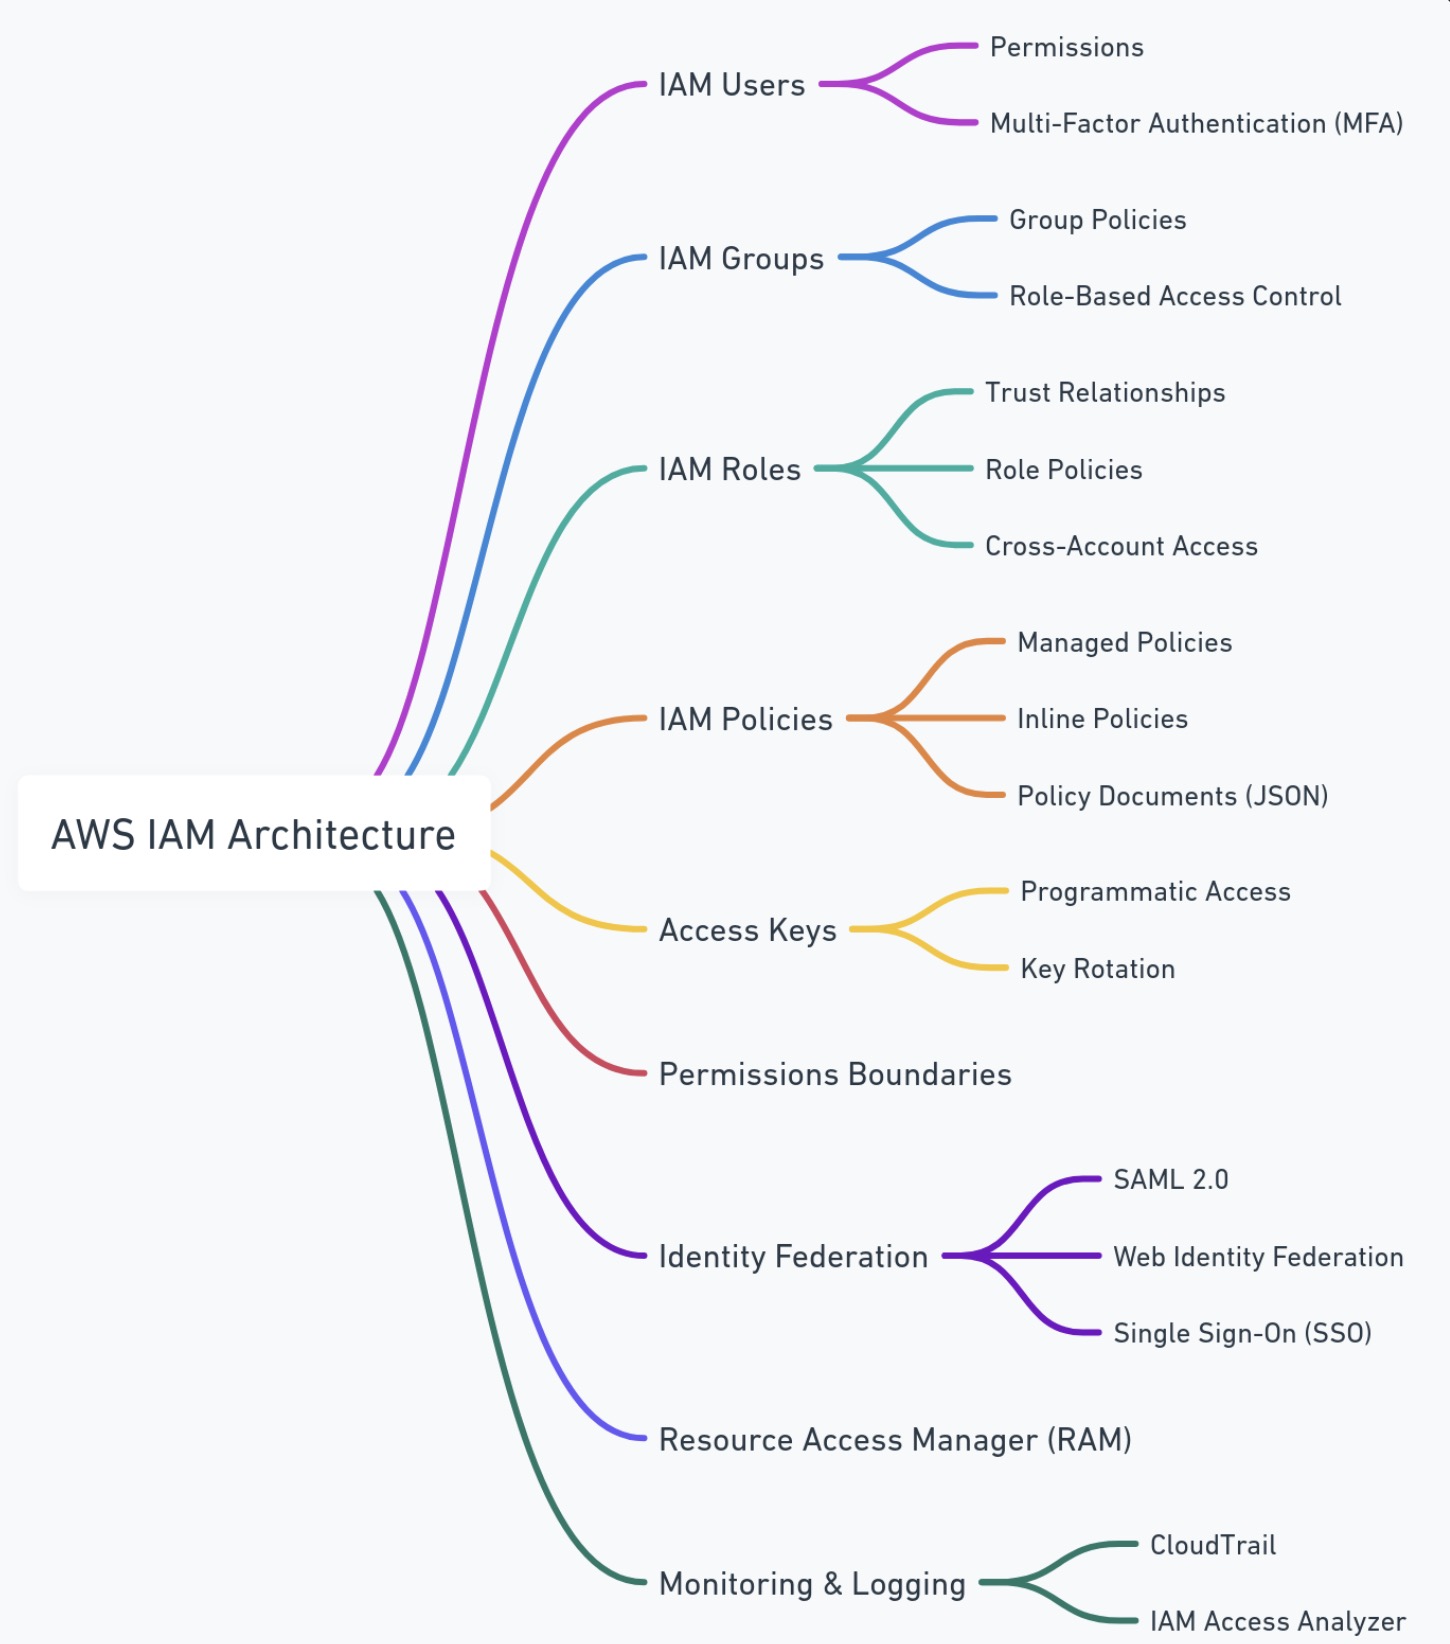 AWS IAM Architecture
IAM Users
Permissions
Multi-Factor Authentication (MFA)
IAM Groups
Group Policies
Role-Based Access Control
IAM Roles
Trust Relationships
Role Policies
Cross-Account Access
IAM Policies
Managed Policies
Inline Policies
Policy Documents (JSON)
Access Keys
Programmatic Access
Key Rotation
Permissions Boundaries
Identity Federation
SAML 2.0
Web Identity Federation
Single Sign-On (SSO)
Resource Access Manager (RAM)
Monitoring & Logging
CloudTrail
IAM Access Analyzer